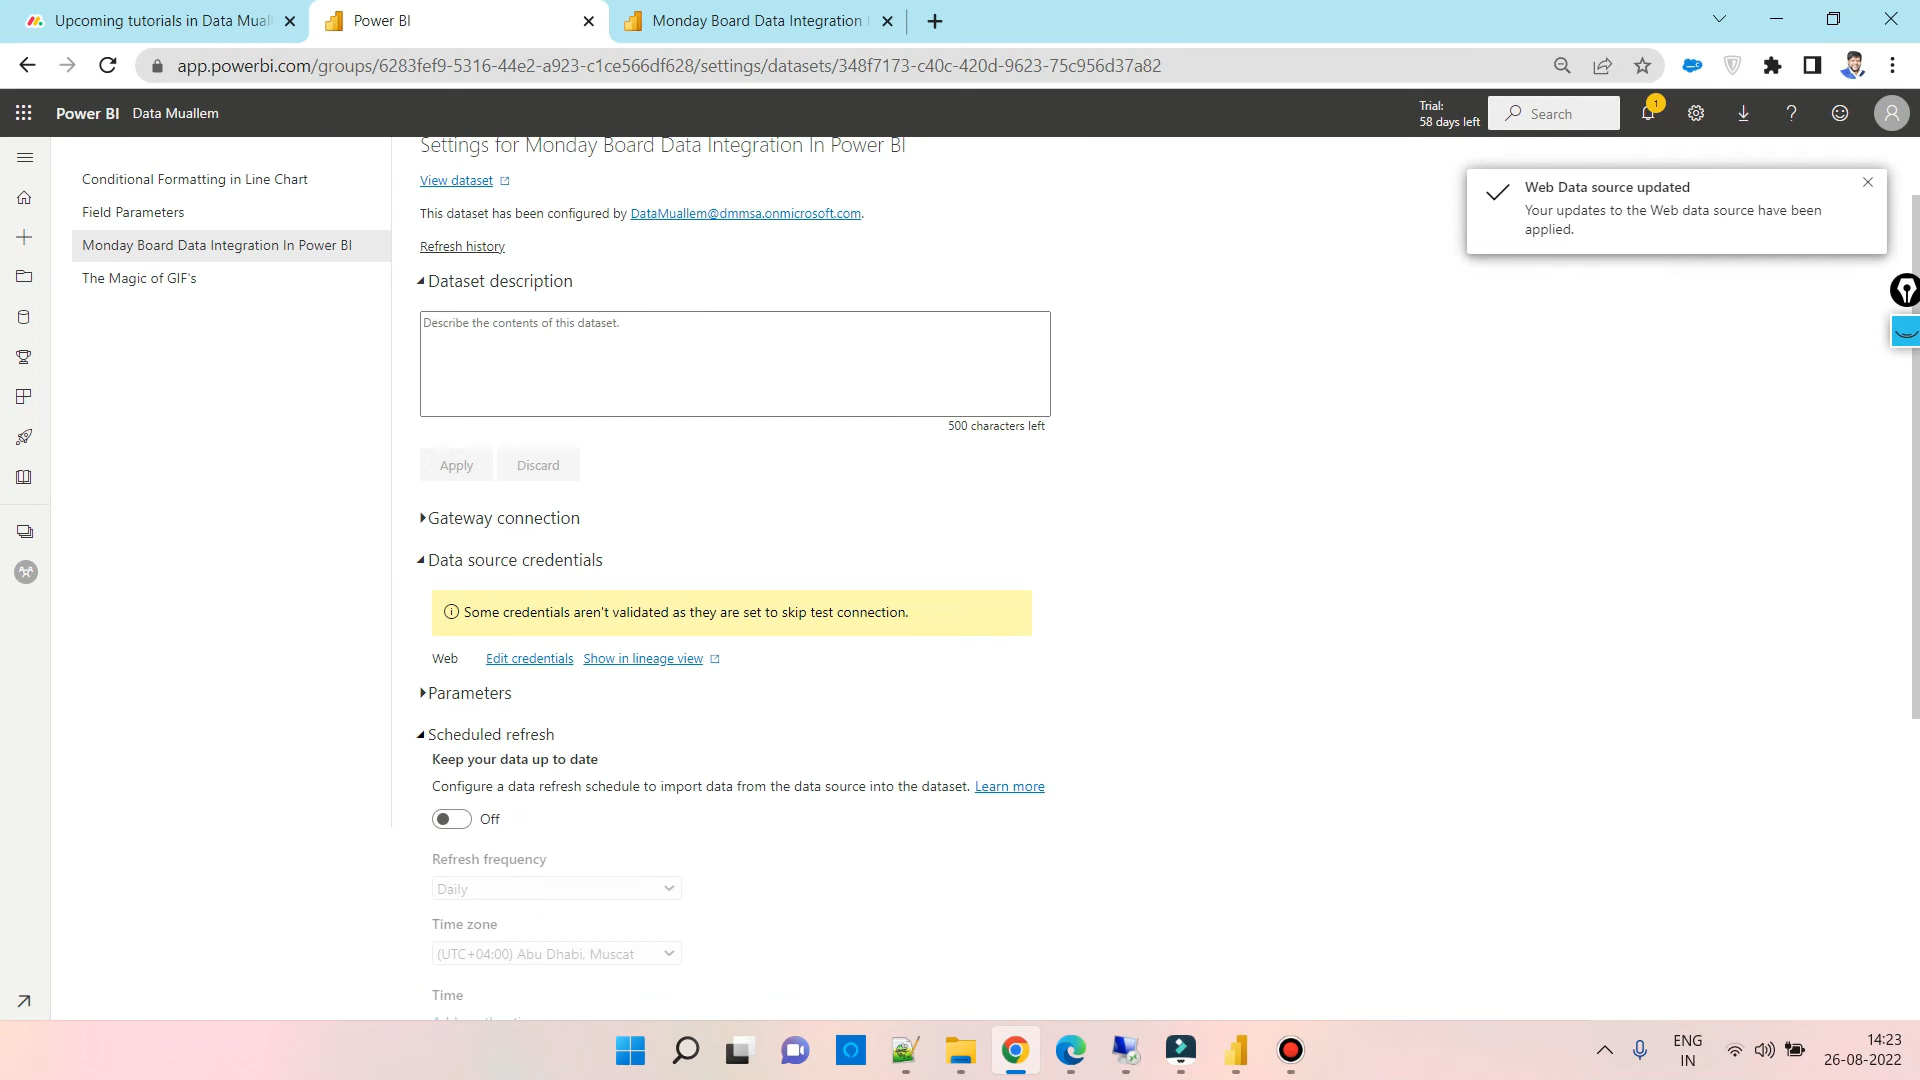 Upcoming tutorials in Data Mual
Power BI
Monday Board Data Integration
app.powerbi.com/groups/6283fef9-5316-44e2-a923-c1ce566df628/settings/datasets/348f7173-c40c-420d-9623-75c956d37a82
Power BI Data Muallem
Trial:
58 days left
Search
1
Conditional Formatting in Line Chart
Field Parameters
Monday Board Data Integration In Power BI
The Magic of GIF's
Settings for Monday Board Data Integration In Power BI
View dataset
This dataset has been configured by DataMuallem@dmmsa.onmicrosoft.com.
Refresh history
Dataset description
Describe the contents of this dataset.
500 characters left
Apply Discard
Gateway connection
Data source credentials
Some credentials aren't validated as they are set to skip test connection.
Web Edit credentials Show in lineage view
Parameters
Scheduled refresh
Keep your data up to date
Configure a data refresh schedule to import data from the data source into the dataset. Learn more
Off
Refresh frequency
Daily
Time zone
(UTC+04:00) Abu Dhabi, Muscat
Time
Web Data source updated
Your updates to the Web data source have been
applied.
ENG
IN
14:23
26-08-2022